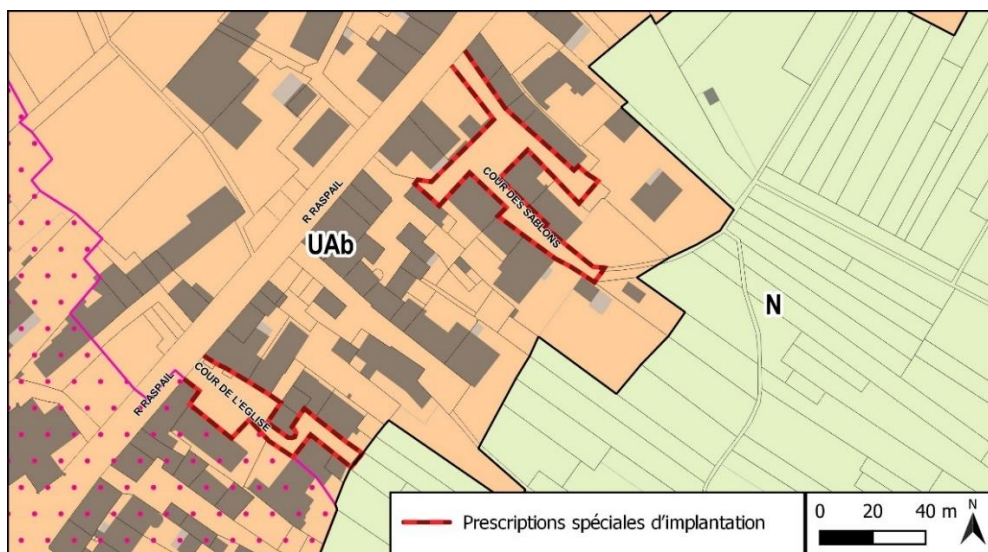 COUR DES SABLONS
R RASPAIL
UAb
N
R RASPAIL
COUR DE L'EGLISE
Prescriptions spéciales d'implantation
0 20 40 m
N